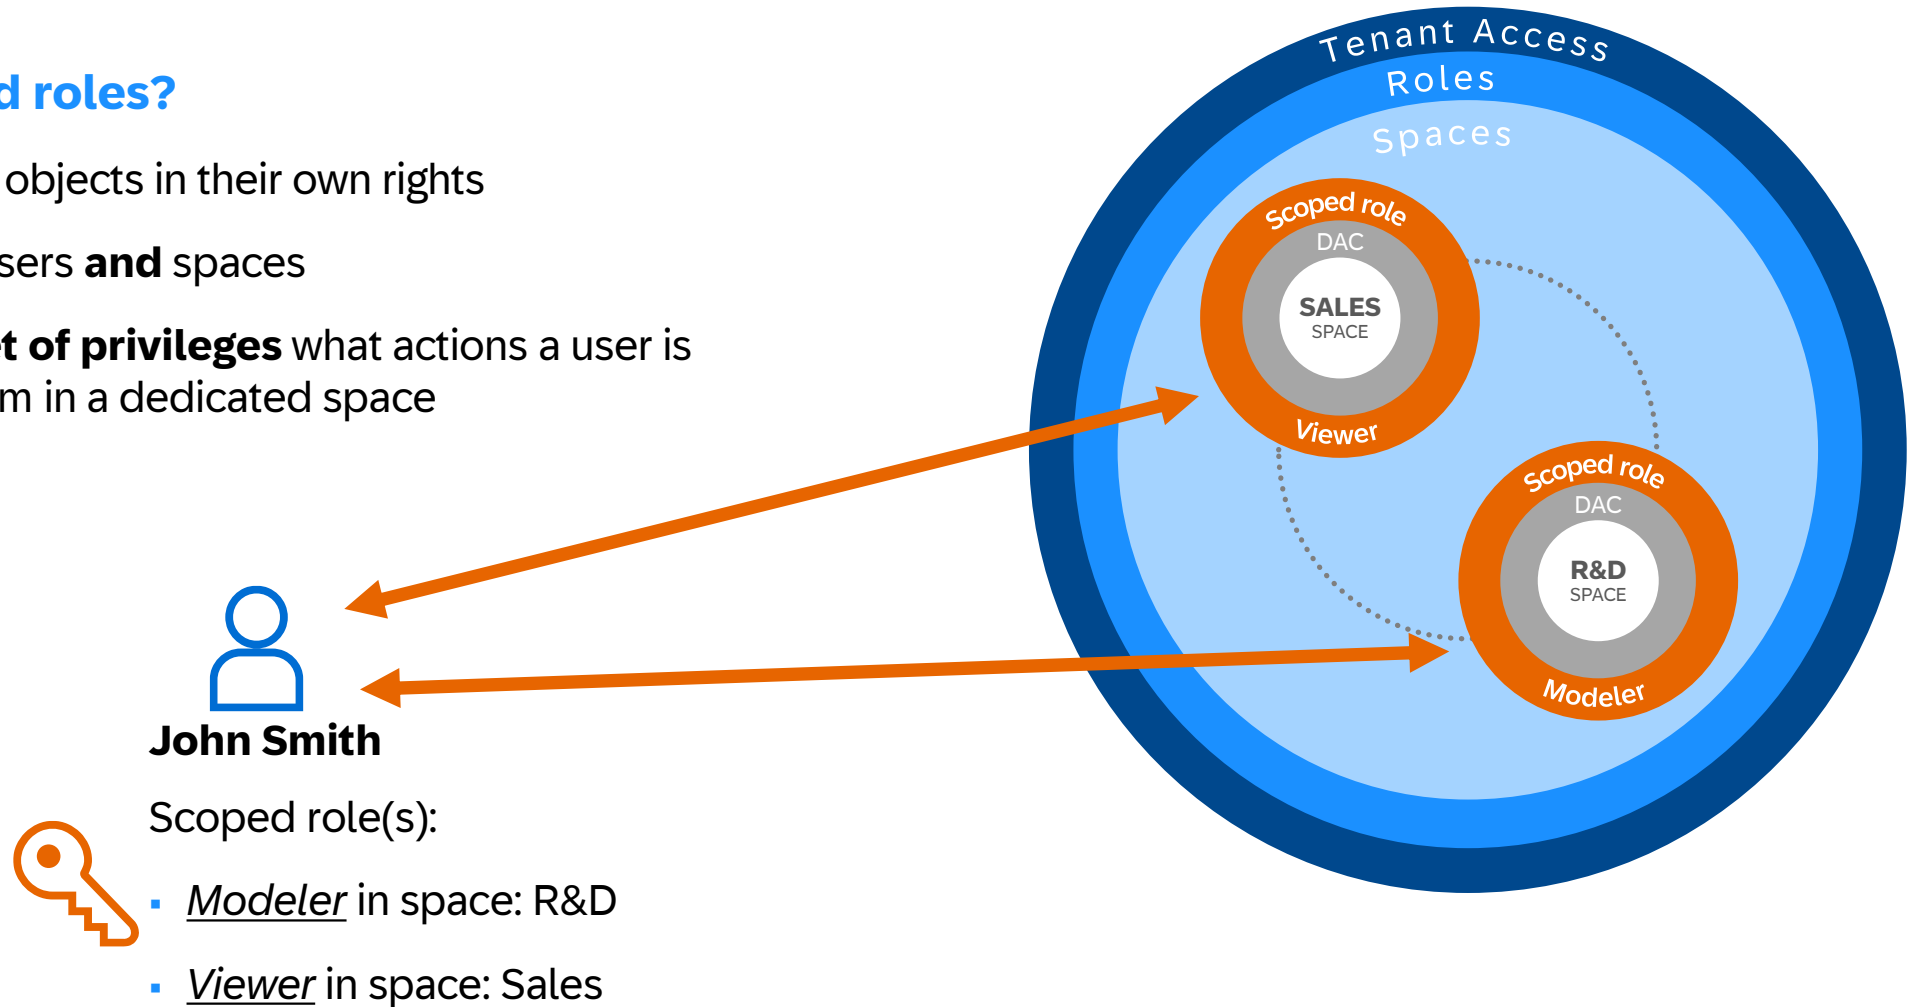 d roles?
objects in their own rights
sers and spaces
t of privileges what actions a user is
m in a dedicated space
Tenant Access
Roles
Spaces
Scoped role
DAC
SALES
SPACE
Viewer
Scoped role
DAC
R&D
SPACE
Modeler
John Smith
Scoped role(s):
▪ Modeler in space: R&D
▪ Viewer in space: Sales